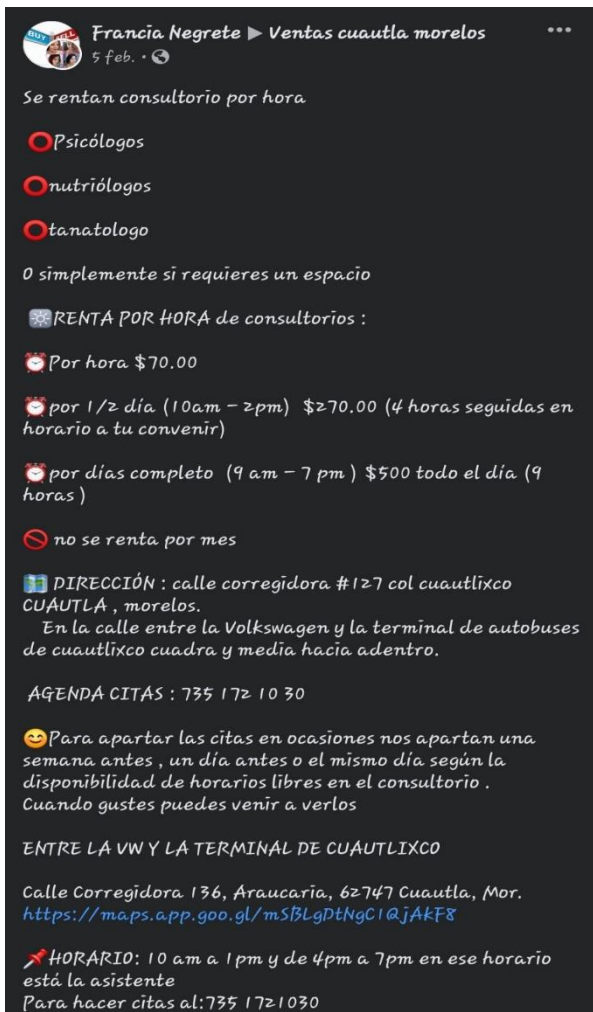 BUY SELL
Francia Negrete ▶ Ventas cuautla morelos
5 feb. ·
Se rentan consultorio por hora
⭕Psicólogos
⭕nutriólogos
⭕tanatologo
O simplemente si requieres un espacio
🔆RENTA POR HORA de consultorios :
⏰Por hora $70.00
⏰por 1/2 día (10am - 2pm) $270.00 (4 horas seguidas en
horario a tu convenir)
⏰por días completo (9 am - 7 pm ) $500 todo el día (9
horas )
🚫 no se renta por mes
🗺️ DIRECCIÓN : calle corregidora #127 col cuautlixco
CUAUTLA , morelos.
En la calle entre la Volkswagen y la terminal de autobuses
de cuautlixco cuadra y media hacia adentro.
AGENDA CITAS : 735 172 10 30
😊Para apartar las citas en ocasiones nos apartan una
semana antes , un día antes o el mismo día según la
disponibilidad de horarios libres en el consultorio .
Cuando gustes puedes venir a verlos
ENTRE LA VW Y LA TERMINAL DE CUAUTLIXCO
Calle Corregidora 136, Araucaria, 62747 Cuautla, Mor.
https://maps.app.goo.gl/mSBLgDtNgC1QjAkF8
📌HORARIO: 10 am a 1pm y de 4pm a 7pm en ese horario
está la asistente
Para hacer citas al:735 1721030